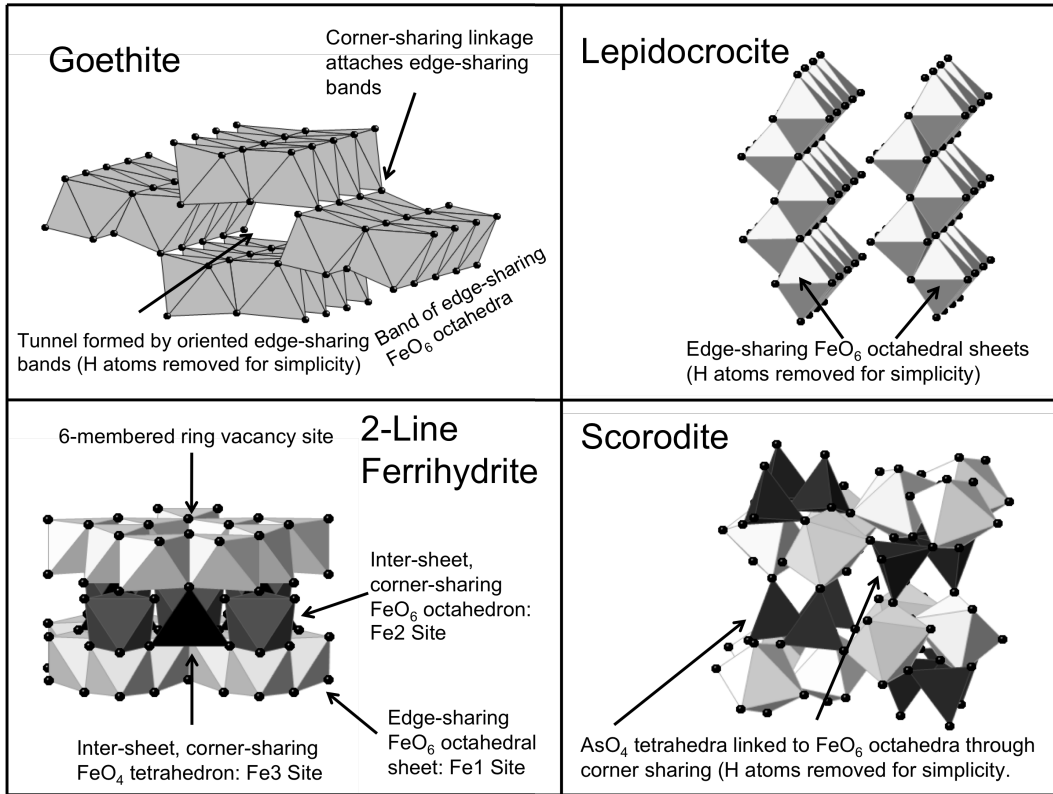 Goethite
Corner-sharing linkage
attaches edge-sharing
bands
Tunnel formed by oriented edge-sharing
bands (H atoms removed for simplicity)
Band of edge-sharing
FeO₆ octahedra
Lepidocrocite
Edge-sharing FeO₆ octahedral sheets
(H atoms removed for simplicity)
2-Line
Ferrihydrite
6-membered ring vacancy site
Inter-sheet,
corner-sharing
FeO₆ octahedron:
Fe2 Site
Edge-sharing
FeO₆ octahedral
sheet: Fe1 Site
Inter-sheet, corner-sharing
FeO₄ tetrahedron: Fe3 Site
Scorodite
AsO₄ tetrahedra linked to FeO₆ octahedra through
corner sharing (H atoms removed for simplicity.